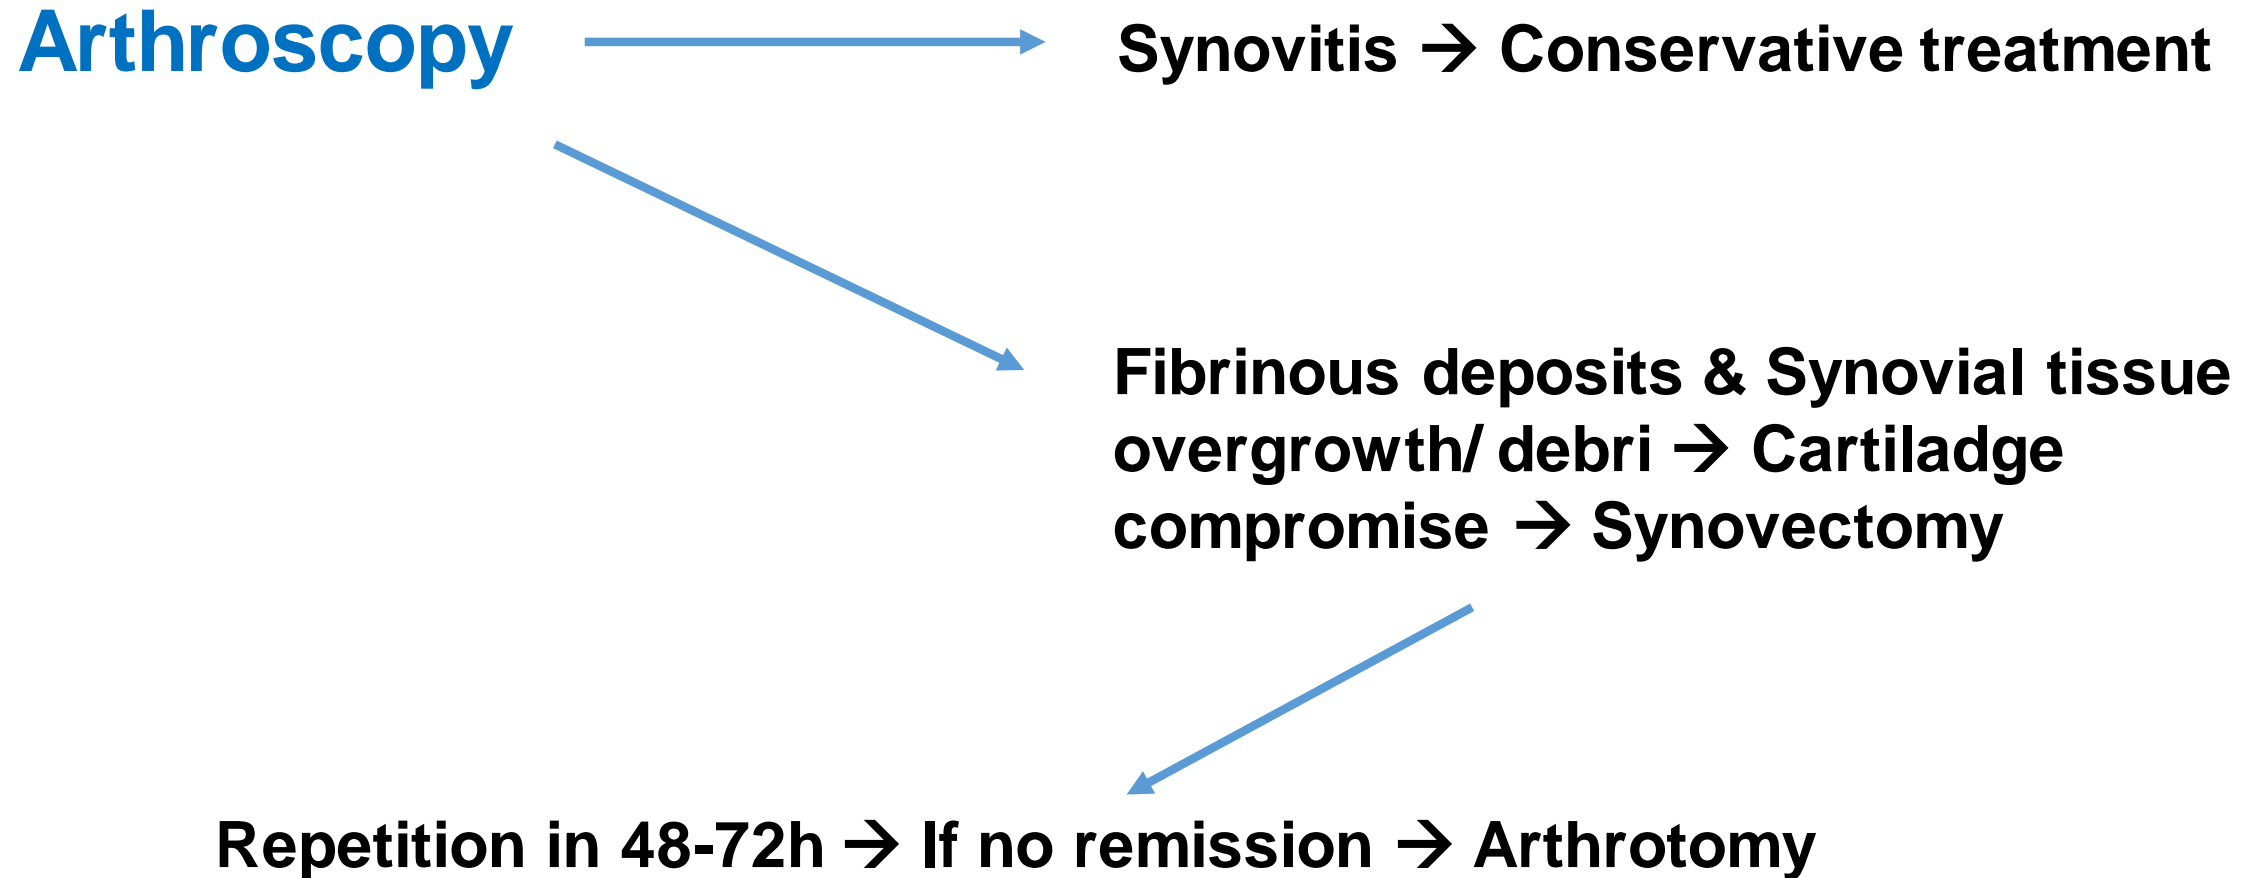 Arthroscopy
Synovitis → Conservative treatment
Fibrinous deposits & Synovial tissue
overgrowth/ debri → Cartiladge
compromise → Synovectomy
Repetition in 48-72h → If no remission → Arthrotomy